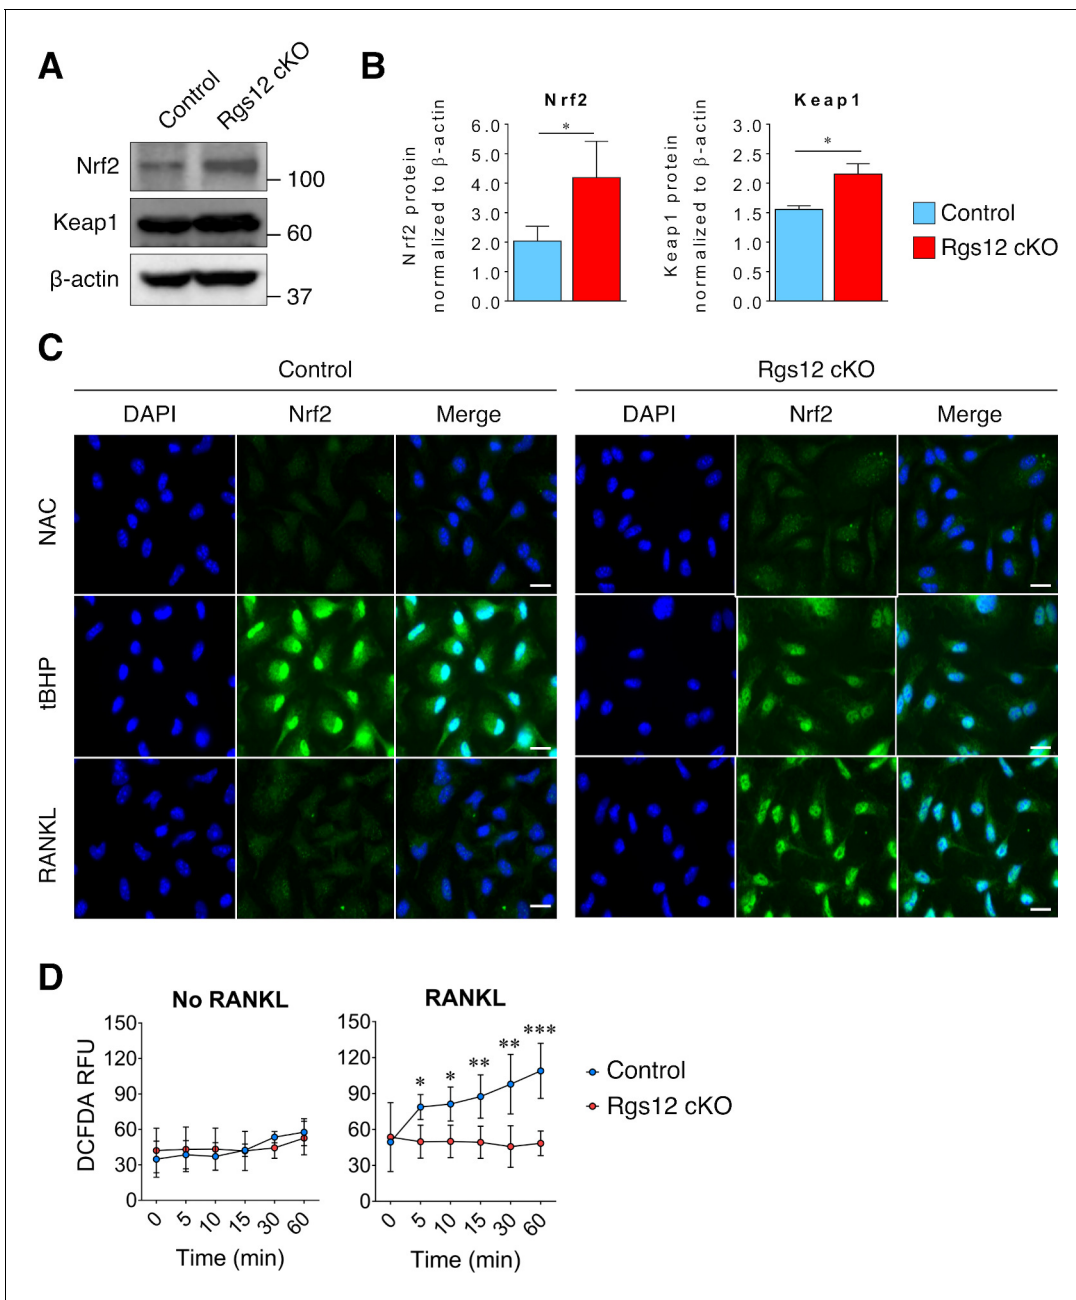 A
Control
Rgs12 cKO
Nrf2
100
Keap1
60
β-actin
37
B
Nrf2
Nrf2 protein
normalized to β-actin
6.0
5.0
4.0
3.0
2.0
1.0
0.0
*
Keap1
Keap1 protein
normalized to β-actin
3.0
2.5
2.0
1.5
1.0
0.5
0.0
*
Control
Rgs12 cKO
C
Control
Rgs12 cKO
DAPI Nrf2 Merge DAPI Nrf2 Merge
NAC
tBHP
RANKL
D
No RANKL
DCFDA RFU
150
120
90
60
30
0
0 5 10 15 30 60
Time (min)
RANKL
150
120
90
60
30
0
* * ** ** ***
0 5 10 15 30 60
Time (min)
Control
Rgs12 cKO